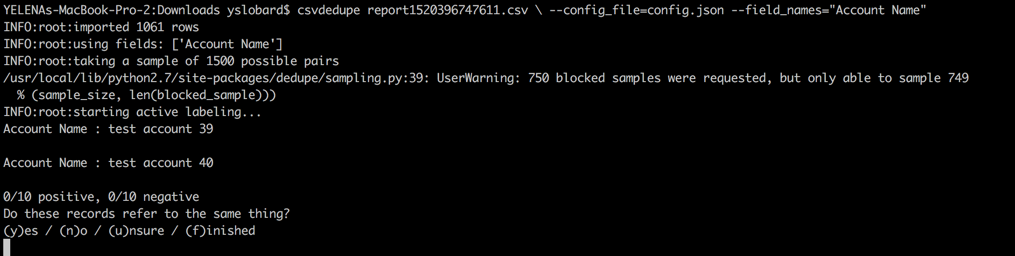 YELENAs-MacBook-Pro-2:Downloads yslobard$ csvdedupe report1520396747611.csv \ --config_file=config.json --field_names="Account Name"
INFO:root:imported 1061 rows
INFO:root:using fields: ['Account Name']
INFO:root:taking a sample of 1500 possible pairs
/usr/local/lib/python2.7/site-packages/dedupe/sampling.py:39: UserWarning: 750 blocked samples were requested, but only able to sample 749
  % (sample_size, len(blocked_sample)))
INFO:root:starting active labeling...
Account Name : test account 39
Account Name : test account 40
0/10 positive, 0/10 negative
Do these records refer to the same thing?
(y)es / (n)o / (u)nsure / (f)inished